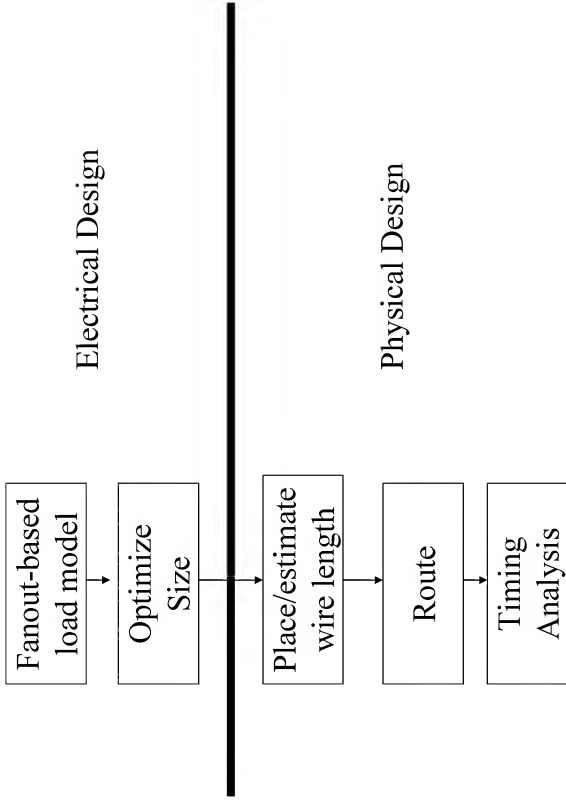 Fanout-based
load model
Optimize
Size
Electrical Design
Place/estimate
wire length
Route
Timing
Analysis
Physical Design